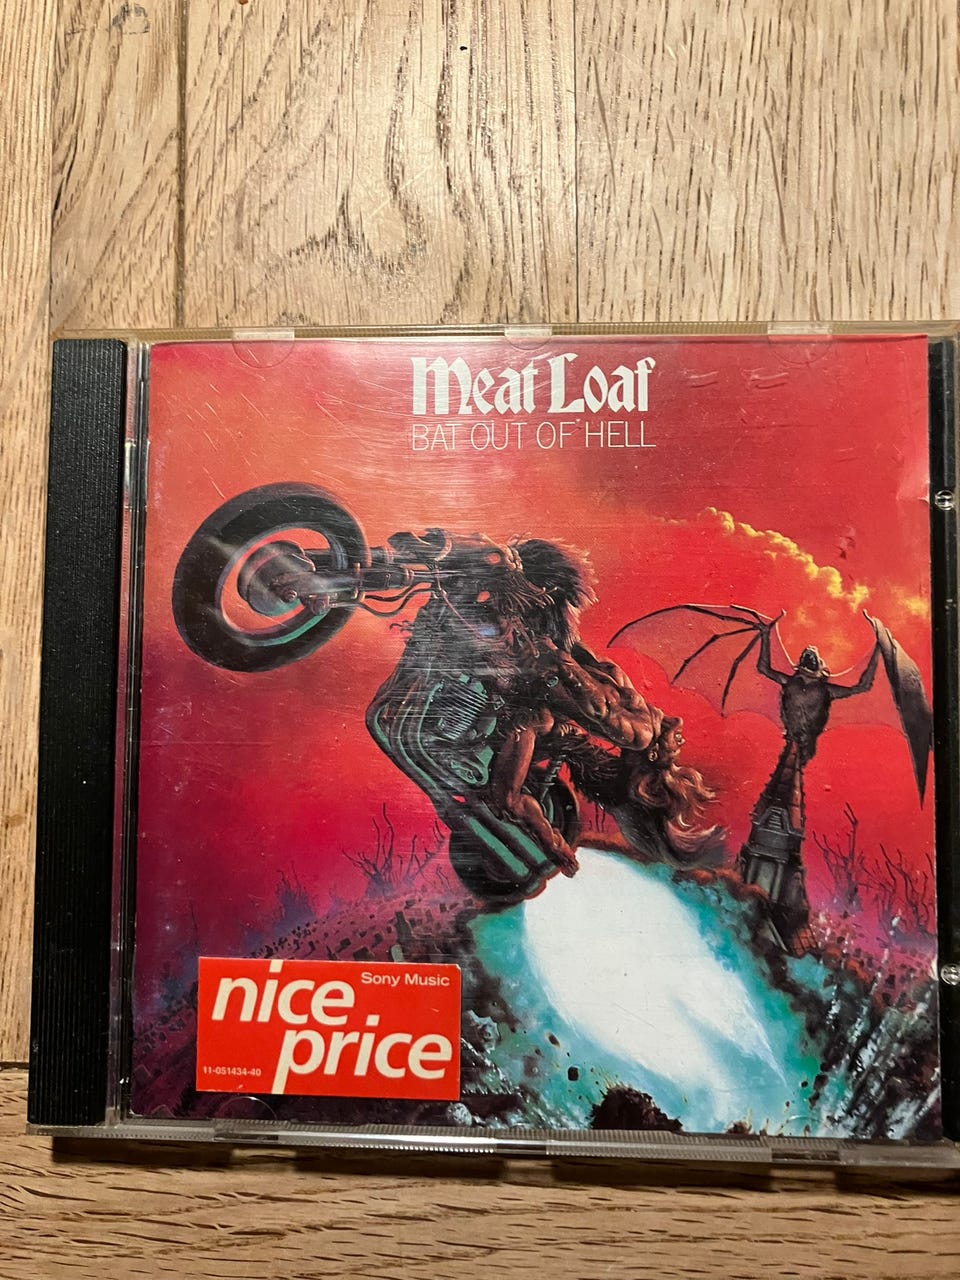 Meat Loaf
BAT OUT OF HELL
Sony Music
nice
price
11-051434-40